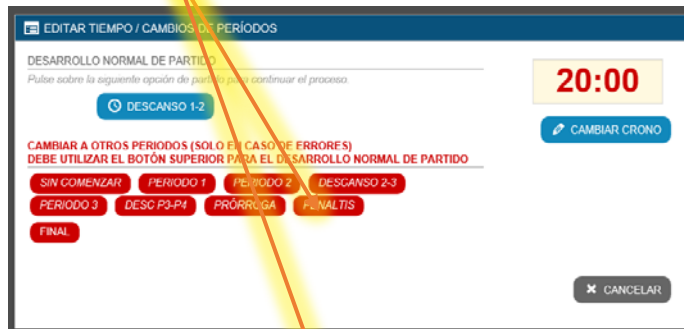 EDITAR TIEMPO / CAMBIOS DE PERÍODOS
DESARROLLO NORMAL DE PARTIDO
Pulse sobre la siguiente opción de partido para continuar el proceso.
DESCANSO 1-2
20:00
CAMBIAR CRONO
CAMBIAR A OTROS PERIODOS (SOLO EN CASO DE ERRORES)
DEBE UTILIZAR EL BOTÓN SUPERIOR PARA EL DESARROLLO NORMAL DE PARTIDO
SIN COMENZAR PERIODO 1 PERIODO 2 DESCANSO 2-3
PERIODO 3 DESC P3-P4 PRÓRROGA PENALTIS
FINAL
CANCELAR